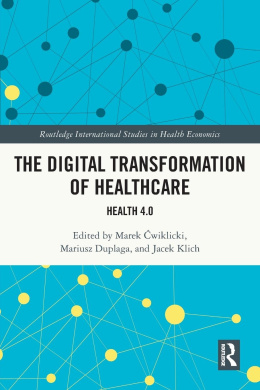 Routledge International Studies in Health Economics
THE DIGITAL TRANSFORMATION
OF HEALTHCARE
HEALTH 4.0
Edited by Marek Ćwiklicki,
Mariusz Duplaga, and Jacek Klich
ROUTLEDGE